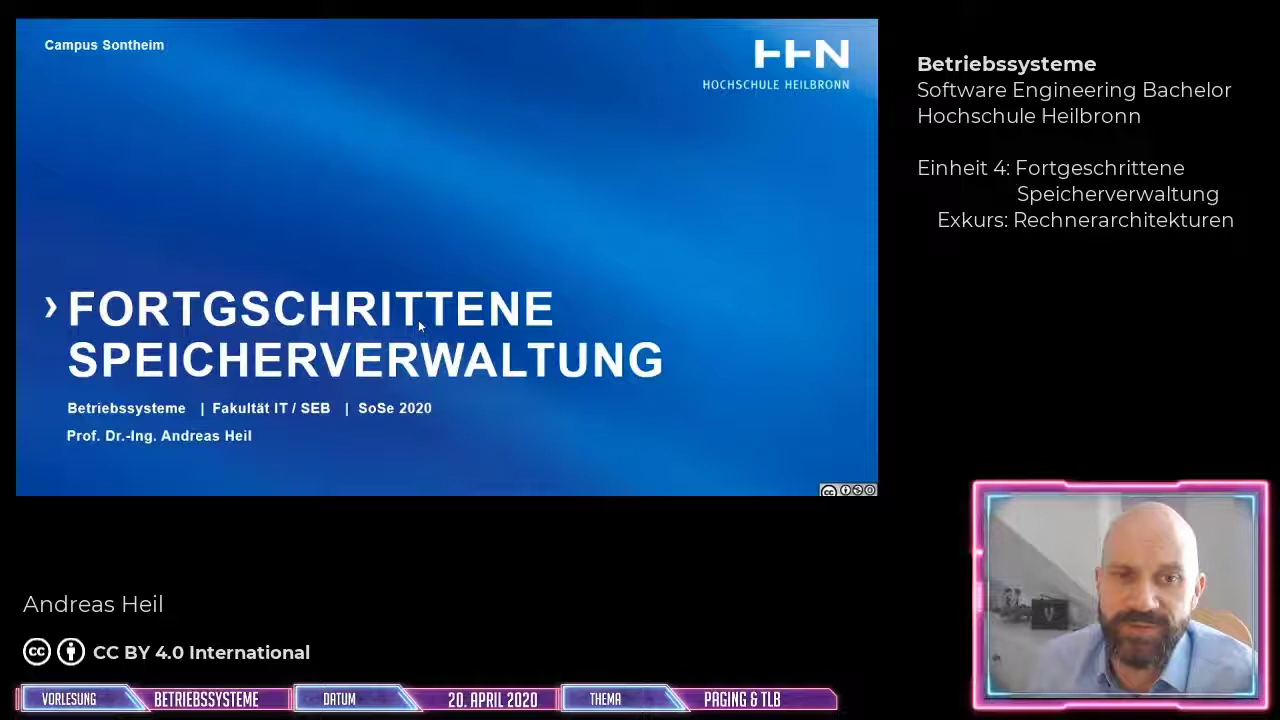 Campus Sontheim
HHN
HOCHSCHULE HEILBRONN
› FORTGSCHRITTENE
SPEICHERVERWALTUNG
Betriebssysteme | Fakultät IT / SEB | SoSe 2020
Prof. Dr.-Ing. Andreas Heil
cc
Betriebssysteme
Software Engineering Bachelor
Hochschule Heilbronn
Einheit 4: Fortgeschrittene
Speicherverwaltung
Exkurs: Rechnerarchitekturen
Andreas Heil
cc CC BY 4.0 International
VORLESUNG BETRIEBSSYSTEME DATUM 20. APRIL 2020 THEMA PAGING & TLB